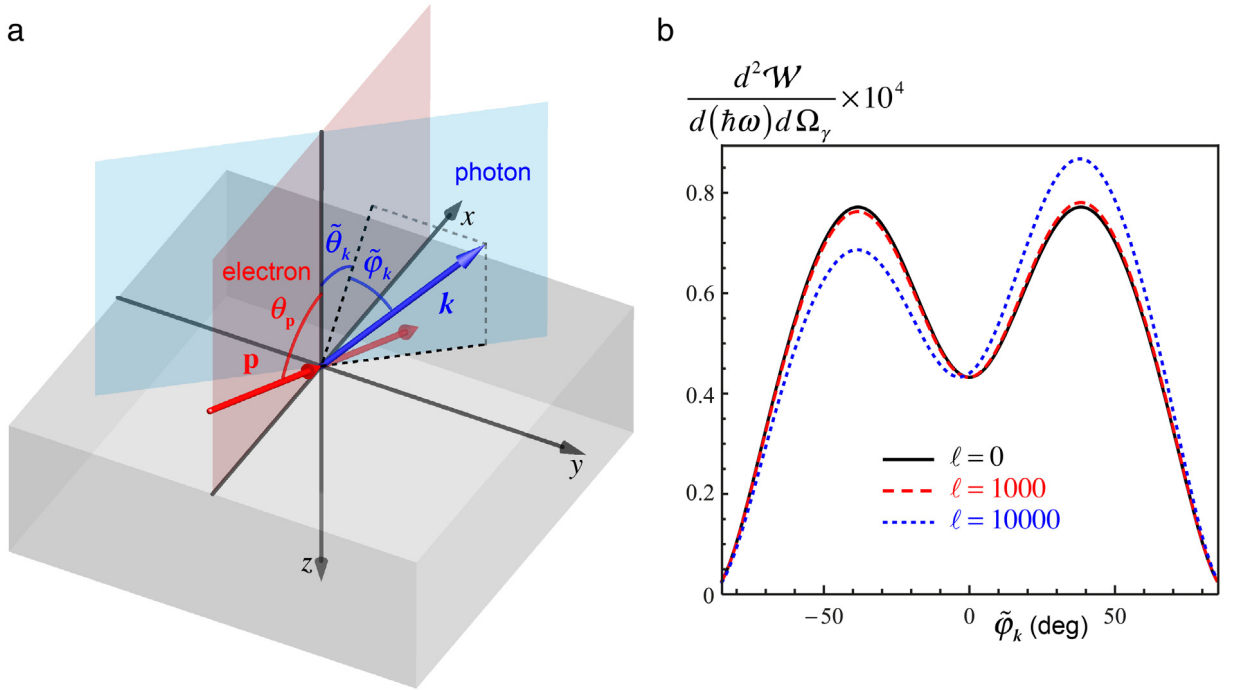 a
photon
x
θ̃k
φ̃k
electron
θp
k
p
y
z
b
d²𝒲
d(ħω)dΩγ
×10⁴
0.8
0.6
0.4
0.2
0
ℓ = 0
ℓ = 1000
ℓ = 10000
−50
0
50
φ̃k (deg)